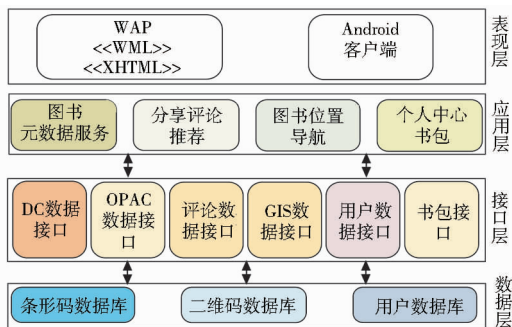 WAP
<<WML>>
<<XHTML>>
Android
客户端
表现层
图书
元数据服务
分享评论
推荐
图书位置
导航
个人中心
书包
应用层
DC数据
接口
OPAC
数据接
口
评论数
据接口
GIS数
据接口
用户数
据接口
书包接
口
接口层
条形码数据库
二维码数据库
用户数据库
数据层